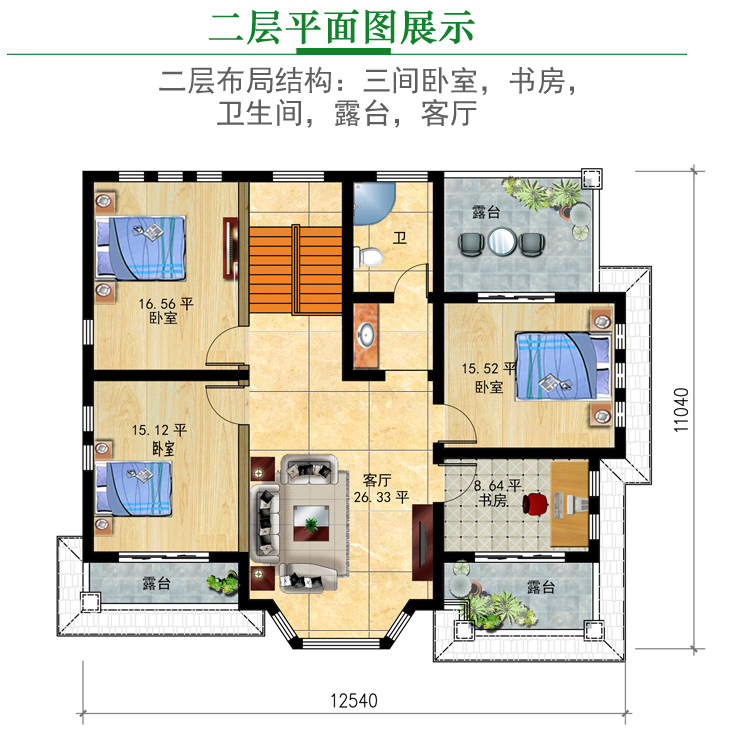 二层平面图展示
二层布局结构：三间卧室，书房，
卫生间，露台，客厅
露台
卫
16.56 平
卧室
15.52 平
卧室
11040
15.12 平
卧室
客厅
26.33 平
8.64 平
书房
露台
露台
12540